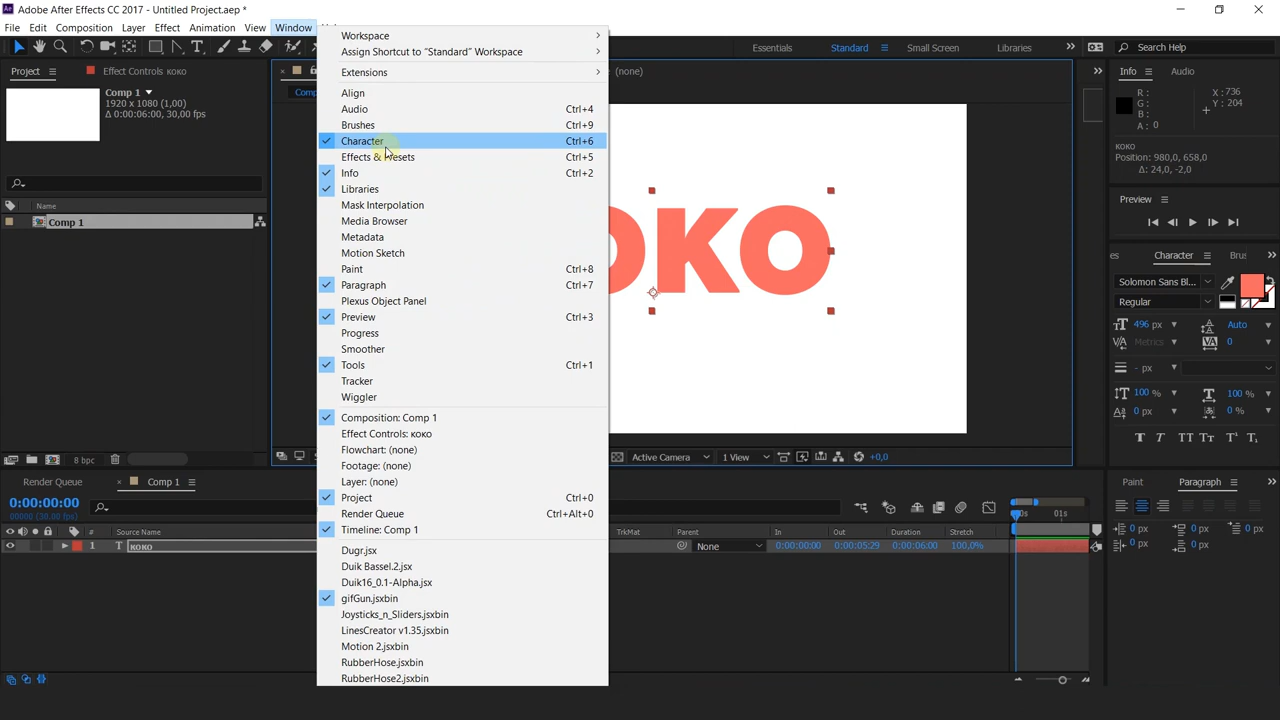 Adobe After Effects CC 2017 - Untitled Project.aep *
File Edit Composition Layer Effect Animation View Window
Essentials Standard Small Screen Libraries Search Help
Project Effect Controls коко
Comp 1
1920 x 1080 (1,00)
Δ 0:00:06:00, 30,00 fps
Name
Comp 1
8 bpc
Workspace
Assign Shortcut to “Standard” Workspace
Extensions
Align
Audio Ctrl+4
Brushes Ctrl+9
Character Ctrl+6
Effects & Presets Ctrl+5
Info Ctrl+2
Libraries
Mask Interpolation
Media Browser
Metadata
Motion Sketch
Paint Ctrl+8
Paragraph Ctrl+7
Plexus Object Panel
Preview Ctrl+3
Progress
Smoother
Tools Ctrl+1
Tracker
Wiggler
Composition: Comp 1
Effect Controls: коко
Flowchart: (none)
Footage: (none)
Layer: (none)
Project Ctrl+0
Render Queue Ctrl+Alt+0
Timeline: Comp 1
Dugr.jsx
Duik Bassel.2.jsx
Duik16_0.1-Alpha.jsx
gifGun.jsxbin
Joysticks_n_Sliders.jsxbin
LinesCreator v1.35.jsxbin
Motion 2.jsxbin
RubberHose.jsxbin
RubberHose2.jsxbin
(none)
ОКО
Active Camera 1 View +0,0
Info Audio
R:
G:
B:
A: 0
X: 736
Y: 204
коко
Position: 980,0, 658,0
Δ: 24,0, -2,0
Preview
Character
Solomon Sans Bl...
Regular
496 px Auto
Metrics 0
- px
100 % 100 %
0 px 0 %
Paint Paragraph
0 px 0 px 0 px
0 px 0 px
Render Queue Comp 1
0:00:00:00
00000 (30.00 fps)
# Source Name TrkMat Parent In Out Duration Stretch
1 T коко None 0:00:00:00 0:00:05:29 0:00:06:00 100,0%
01s